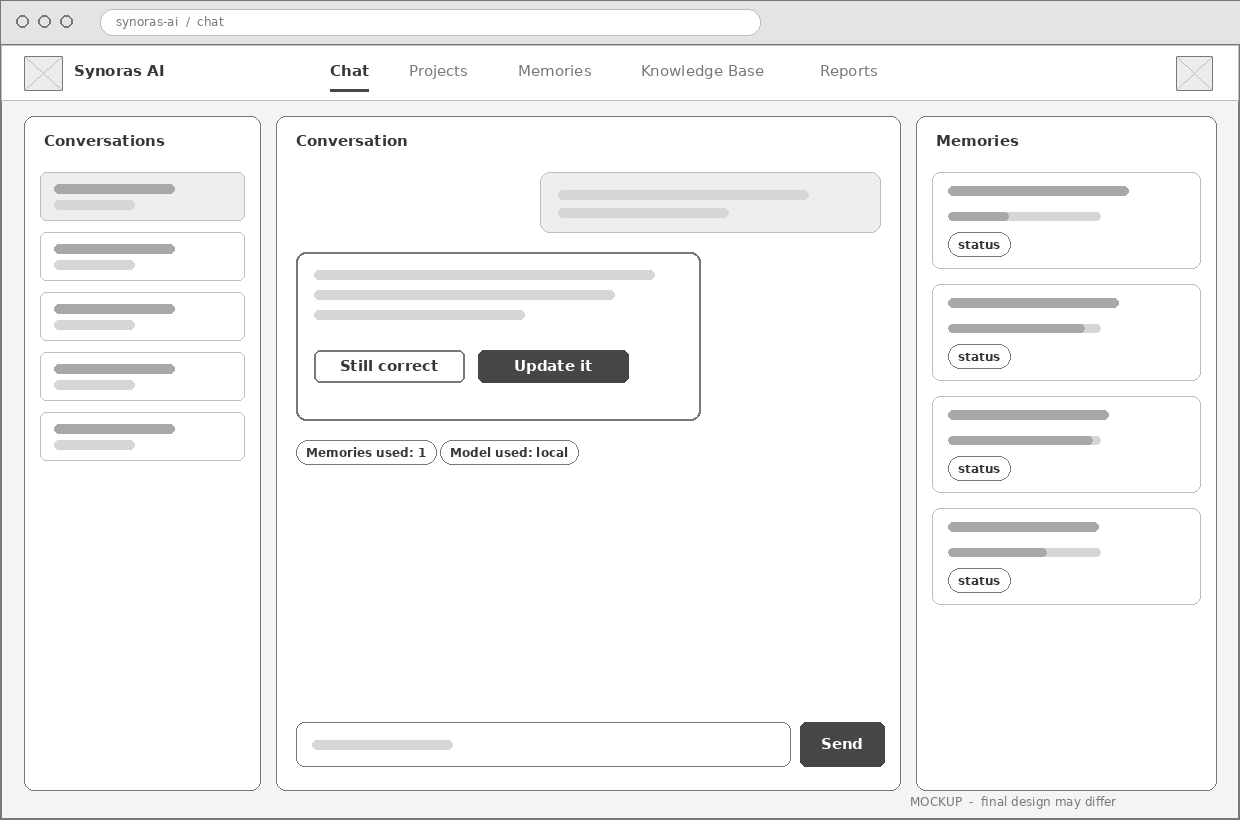 synoras-ai / chat
Synoras AI
Chat
Projects
Memories
Knowledge Base
Reports
Conversations
Conversation
Still correct
Update it
Memories used: 1
Model used: local
Send
Memories
status
status
status
status
MOCKUP - final design may differ